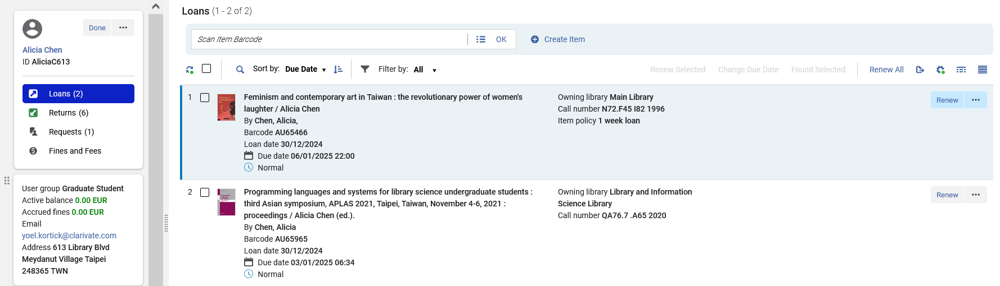 Done
•••
Alicia Chen
ID AliciaC613
Loans (2)
Returns (6)
Requests (1)
Fines and Fees
User group Graduate Student
Active balance 0.00 EUR
Accrued fines 0.00 EUR
Email
yoel.kortick@clarivate.com
Address 613 Library Blvd
Meydanut Village Taipei
248365 TWN
Loans (1 - 2 of 2)
Scan Item Barcode
OK
Create Item
Sort by: Due Date
Filter by: All
Renew Selected
Change Due Date
Found Selected
Renew All
1
Feminism and contemporary art in Taiwan : the revolutionary power of women's
laughter / Alicia Chen
By Chen, Alicia,
Barcode AU65466
Loan date 30/12/2024
Due date 06/01/2025 22:00
Normal
Owning library Main Library
Call number N72.F45 I82 1996
Item policy 1 week loan
Renew
•••
2
Programming languages and systems for library science undergraduate students :
third Asian symposium, APLAS 2021, Taipei, Taiwan, November 4-6, 2021 :
proceedings / Alicia Chen (ed.).
By Chen, Alicia
Barcode AU65965
Loan date 30/12/2024
Due date 03/01/2025 06:34
Normal
Owning library Library and Information
Science Library
Call number QA76.7 .A65 2020
Renew
•••